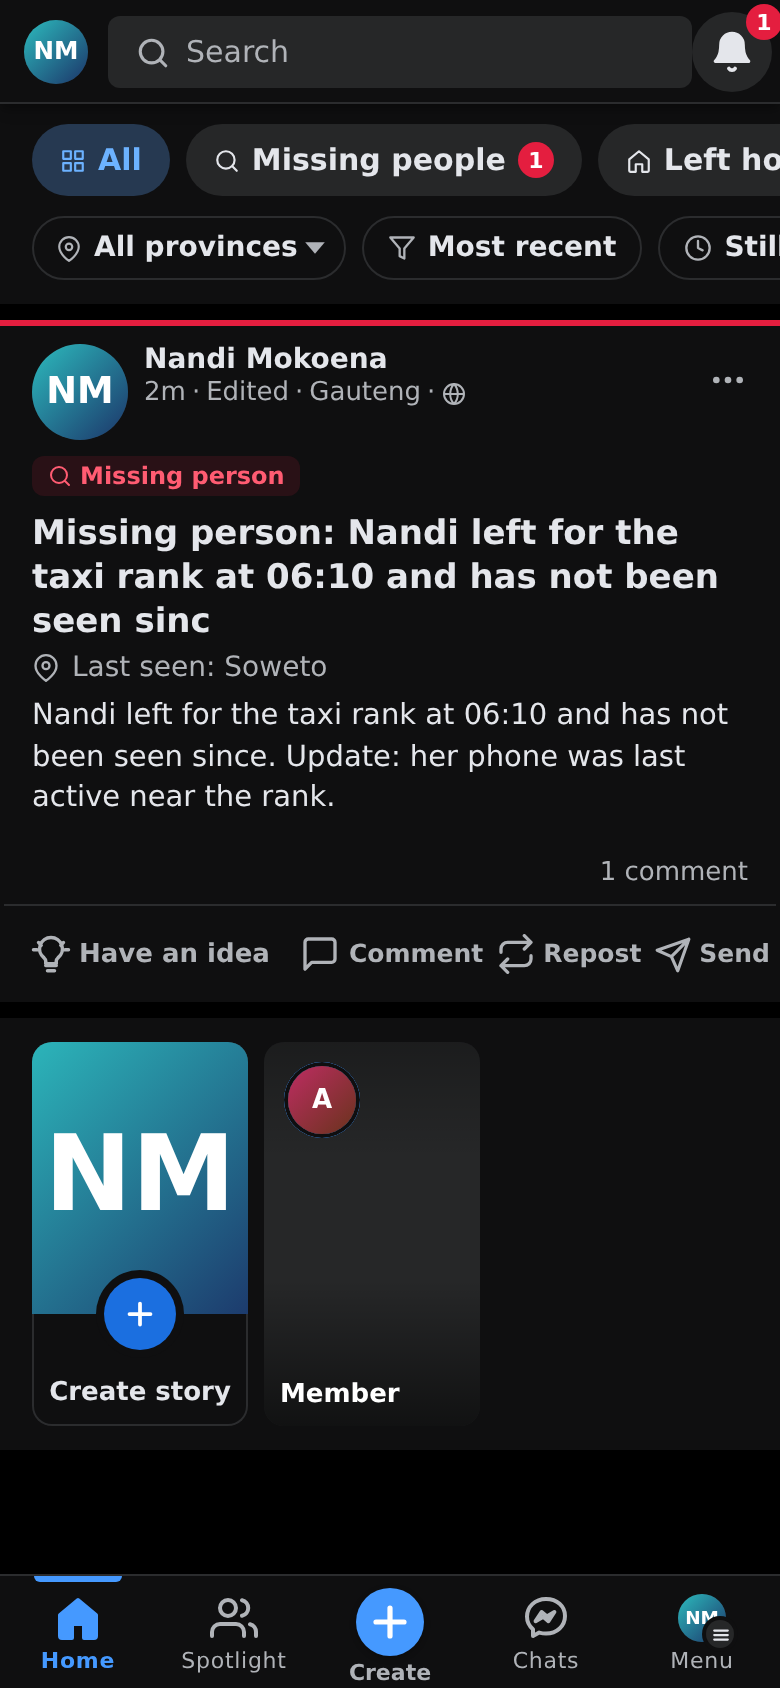 NM
Search
1
All
Missing people 1
Left ho
All provinces
Most recent
Still
Nandi Mokoena
2m · Edited · Gauteng ·
NM
Missing person
Missing person: Nandi left for the
taxi rank at 06:10 and has not been
seen sinc
Last seen: Soweto
Nandi left for the taxi rank at 06:10 and has not
been seen since. Update: her phone was last
active near the rank.
1 comment
Have an idea
Comment
Repost
Send
NM
Create story
A
Member
Home
Spotlight
Create
Chats
NM
Menu